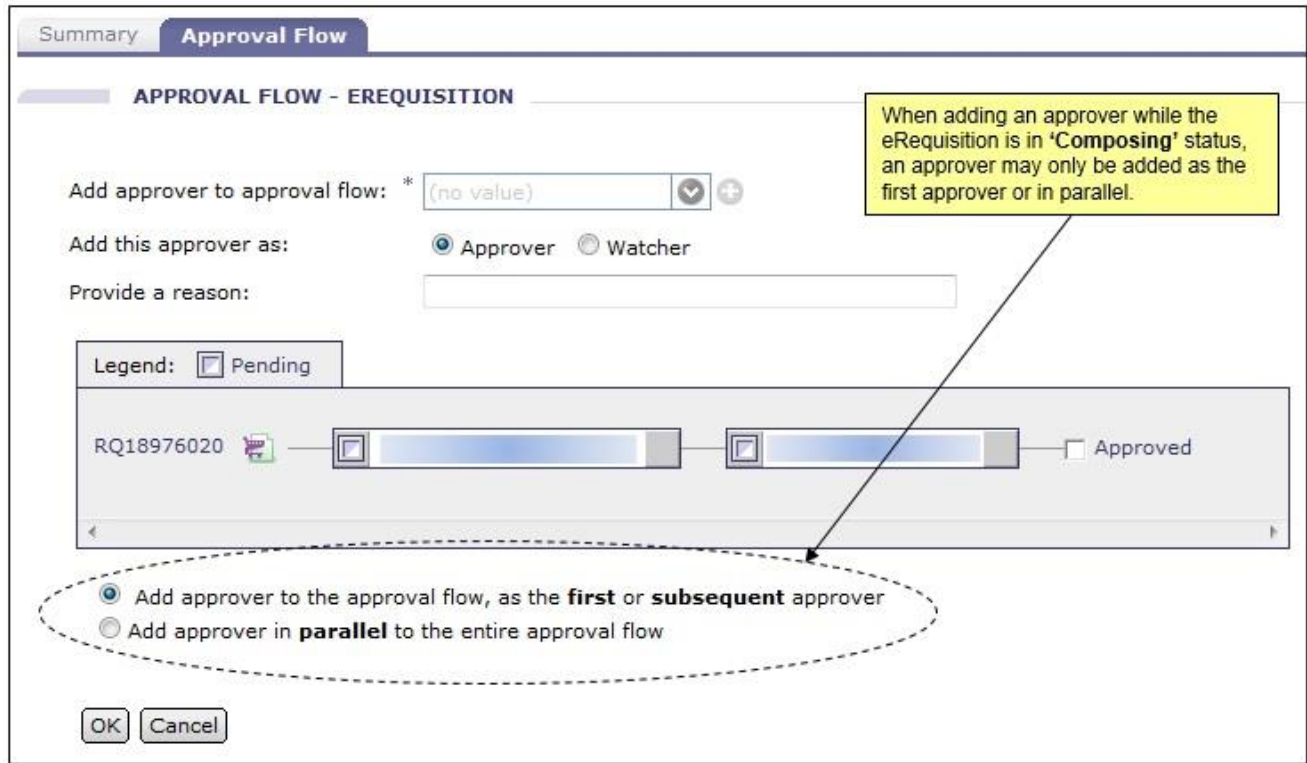 Summary Approval Flow
APPROVAL FLOW - EREQUISITION
When adding an approver while the
eRequisition is in ‘Composing’ status,
an approver may only be added as the
first approver or in parallel.
Add approver to approval flow: * (no value)
Add this approver as: Approver Watcher
Provide a reason:
Legend: Pending
RQ18976020 Approved
Add approver to the approval flow, as the first or subsequent approver
Add approver in parallel to the entire approval flow
OK Cancel